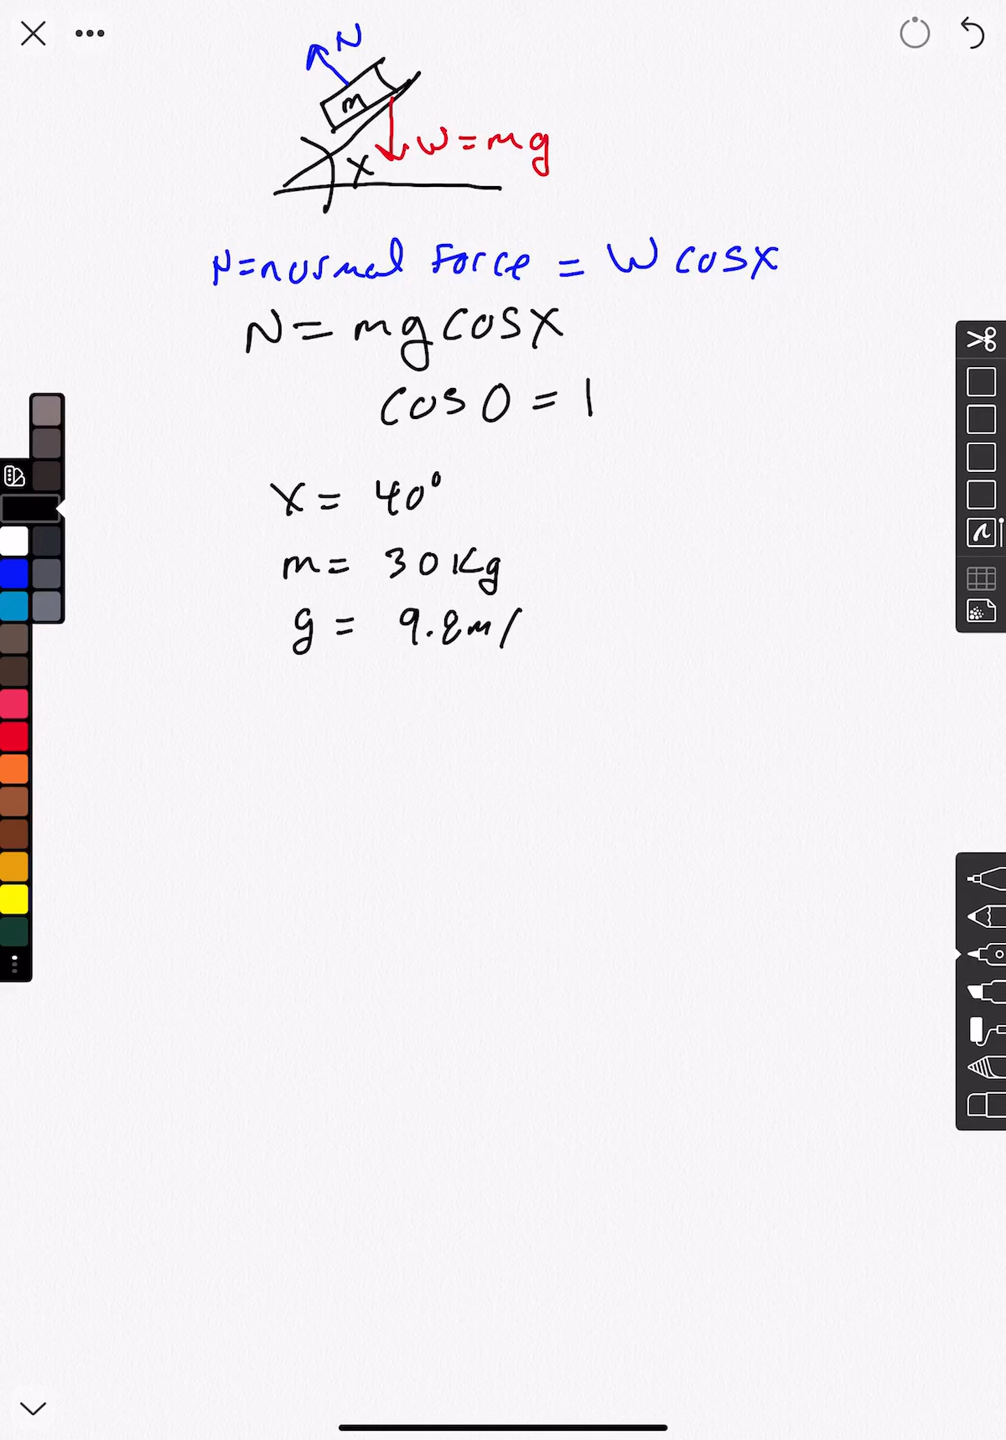 N
m
W=mg
x
N=normal Force = W cosx
N= mg cosx
cos 0 = 1
x= 40°
m= 30Kg
g= 9.8m/